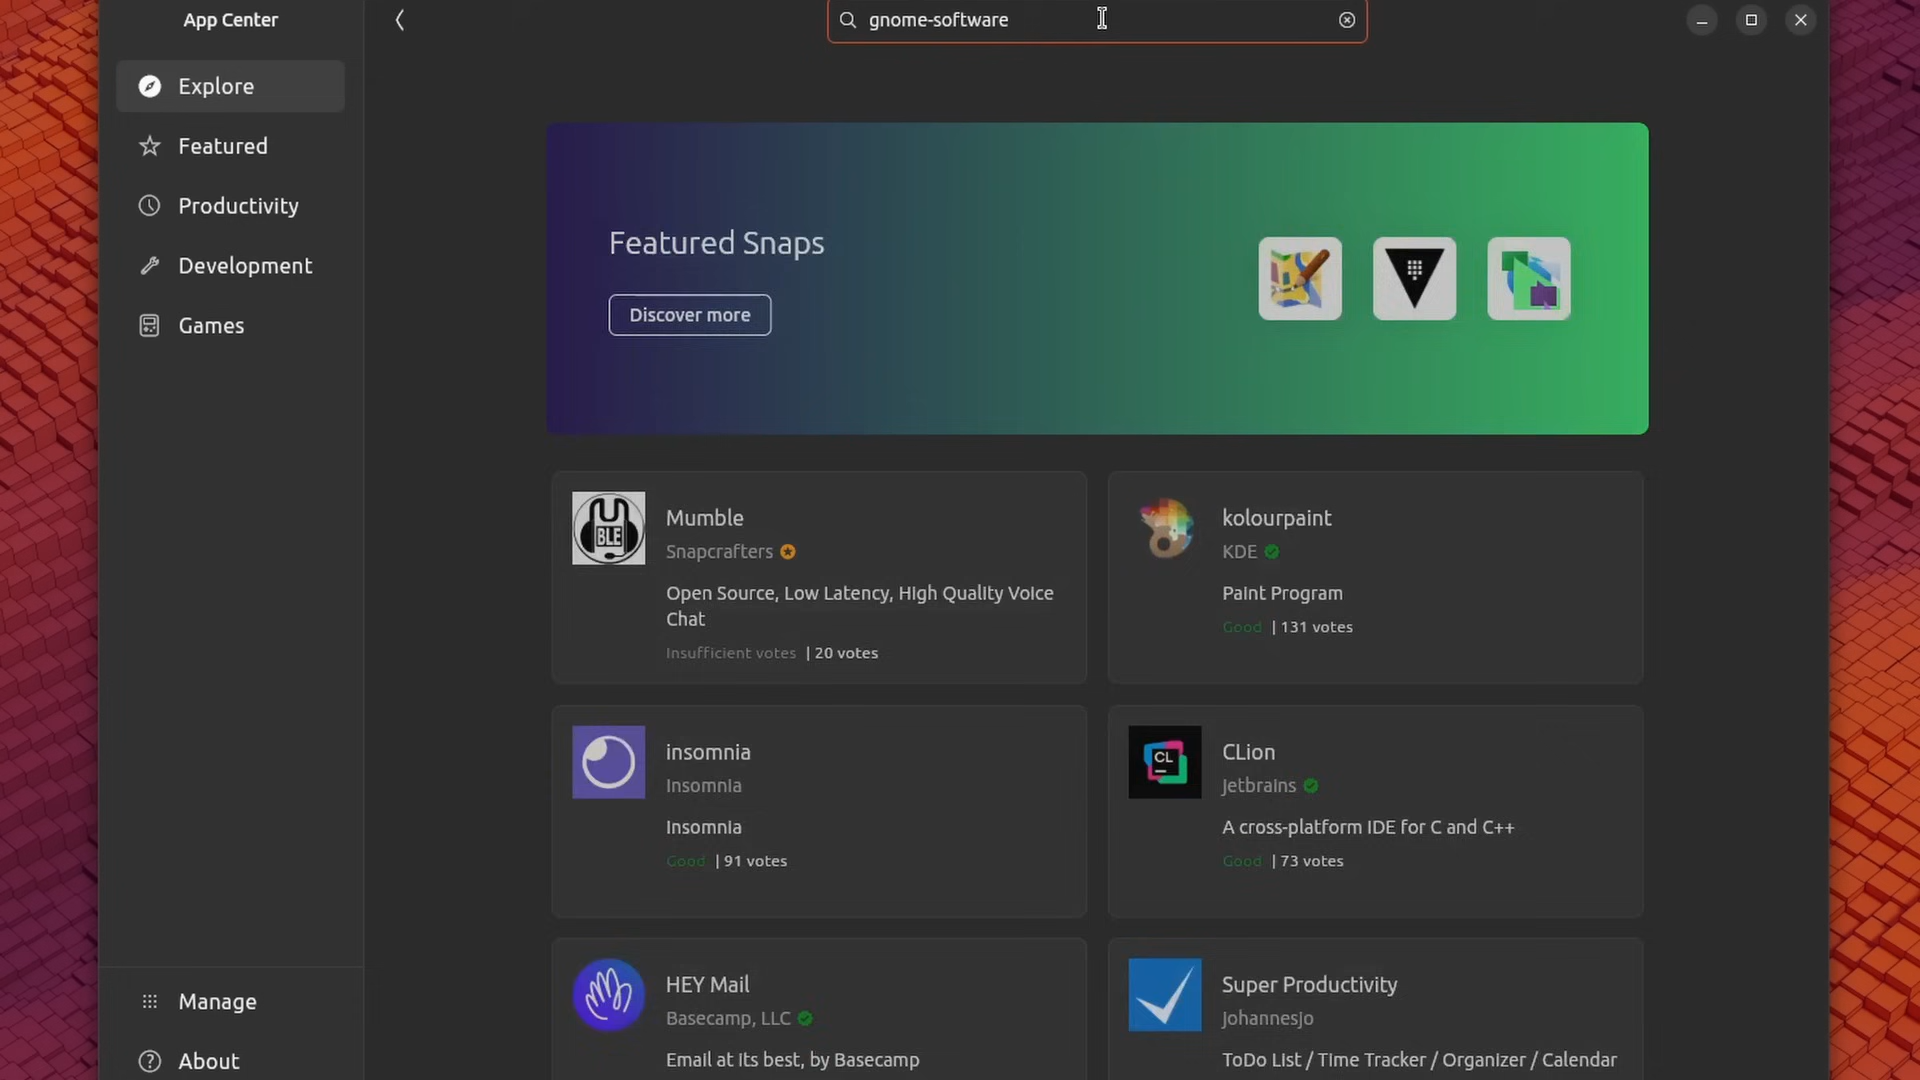 App Center
gnome-software
Explore
Featured
Productivity
Development
Games
Manage
About
Featured Snaps
Discover more
U
BLE
Mumble
Snapcrafters
Open Source, Low Latency, High Quality Voice
Chat
Insufficient votes | 20 votes
kolourpaint
KDE
Paint Program
Good | 131 votes
insomnia
Insomnia
Insomnia
Good | 91 votes
CL
CLion
Jetbrains
A cross-platform IDE for C and C++
Good | 73 votes
HEY Mail
Basecamp, LLC
Email at its best, by Basecamp
Super Productivity
Johannesjo
ToDo List / Time Tracker / Organizer / Calendar